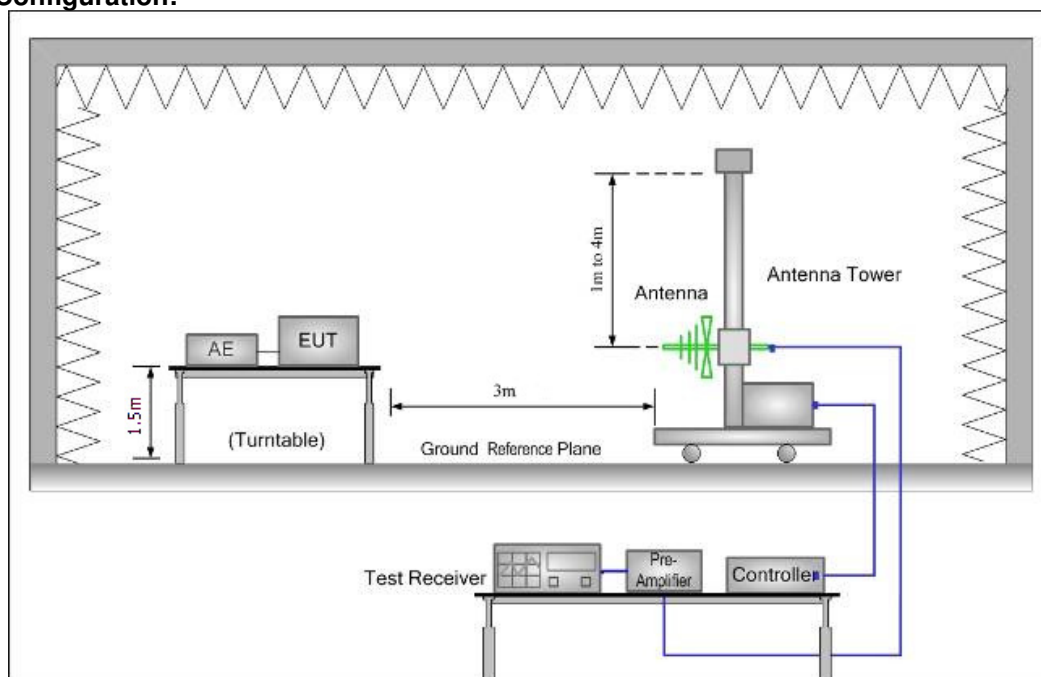 Configuration:
1m to 4m
Antenna Tower
Antenna
AE
EUT
1.5m
3m
(Turntable)
Ground Reference Plane
Test Receiver
Pre-
Amplifier
Controller